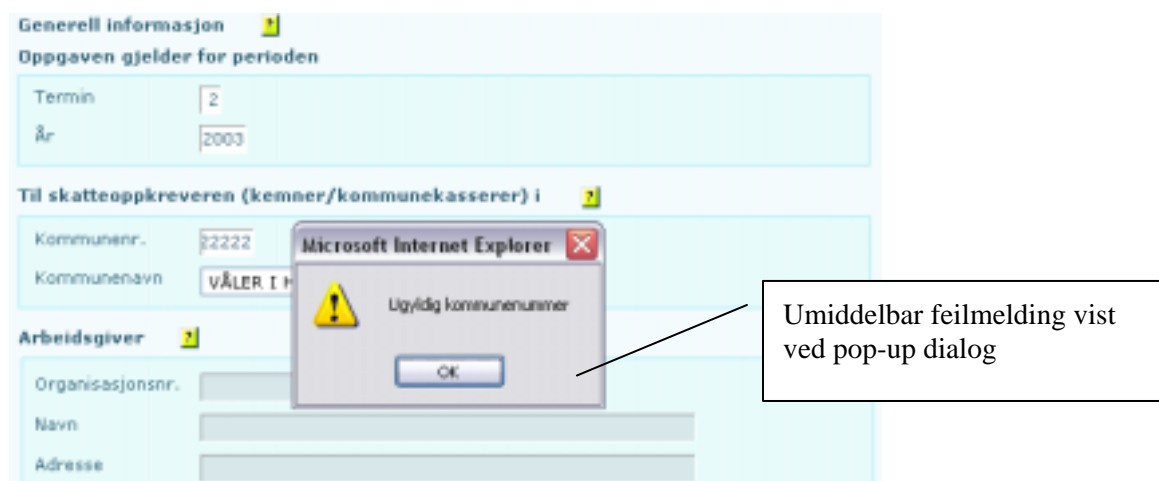 Generell informasjon ?
Oppgaven gjelder for perioden
Termin 2
År 2003
Til skatteoppkreveren (kemner/kommunekasserer) i ?
Kommunenr. 22222
Kommunenavn VÅLER I H
Microsoft Internet Explorer
Ugyldig kommunenummer
OK
Umiddelbar feilmelding vist
ved pop-up dialog
Arbeidsgiver ?
Organisasjonsnr.
Navn
Adresse